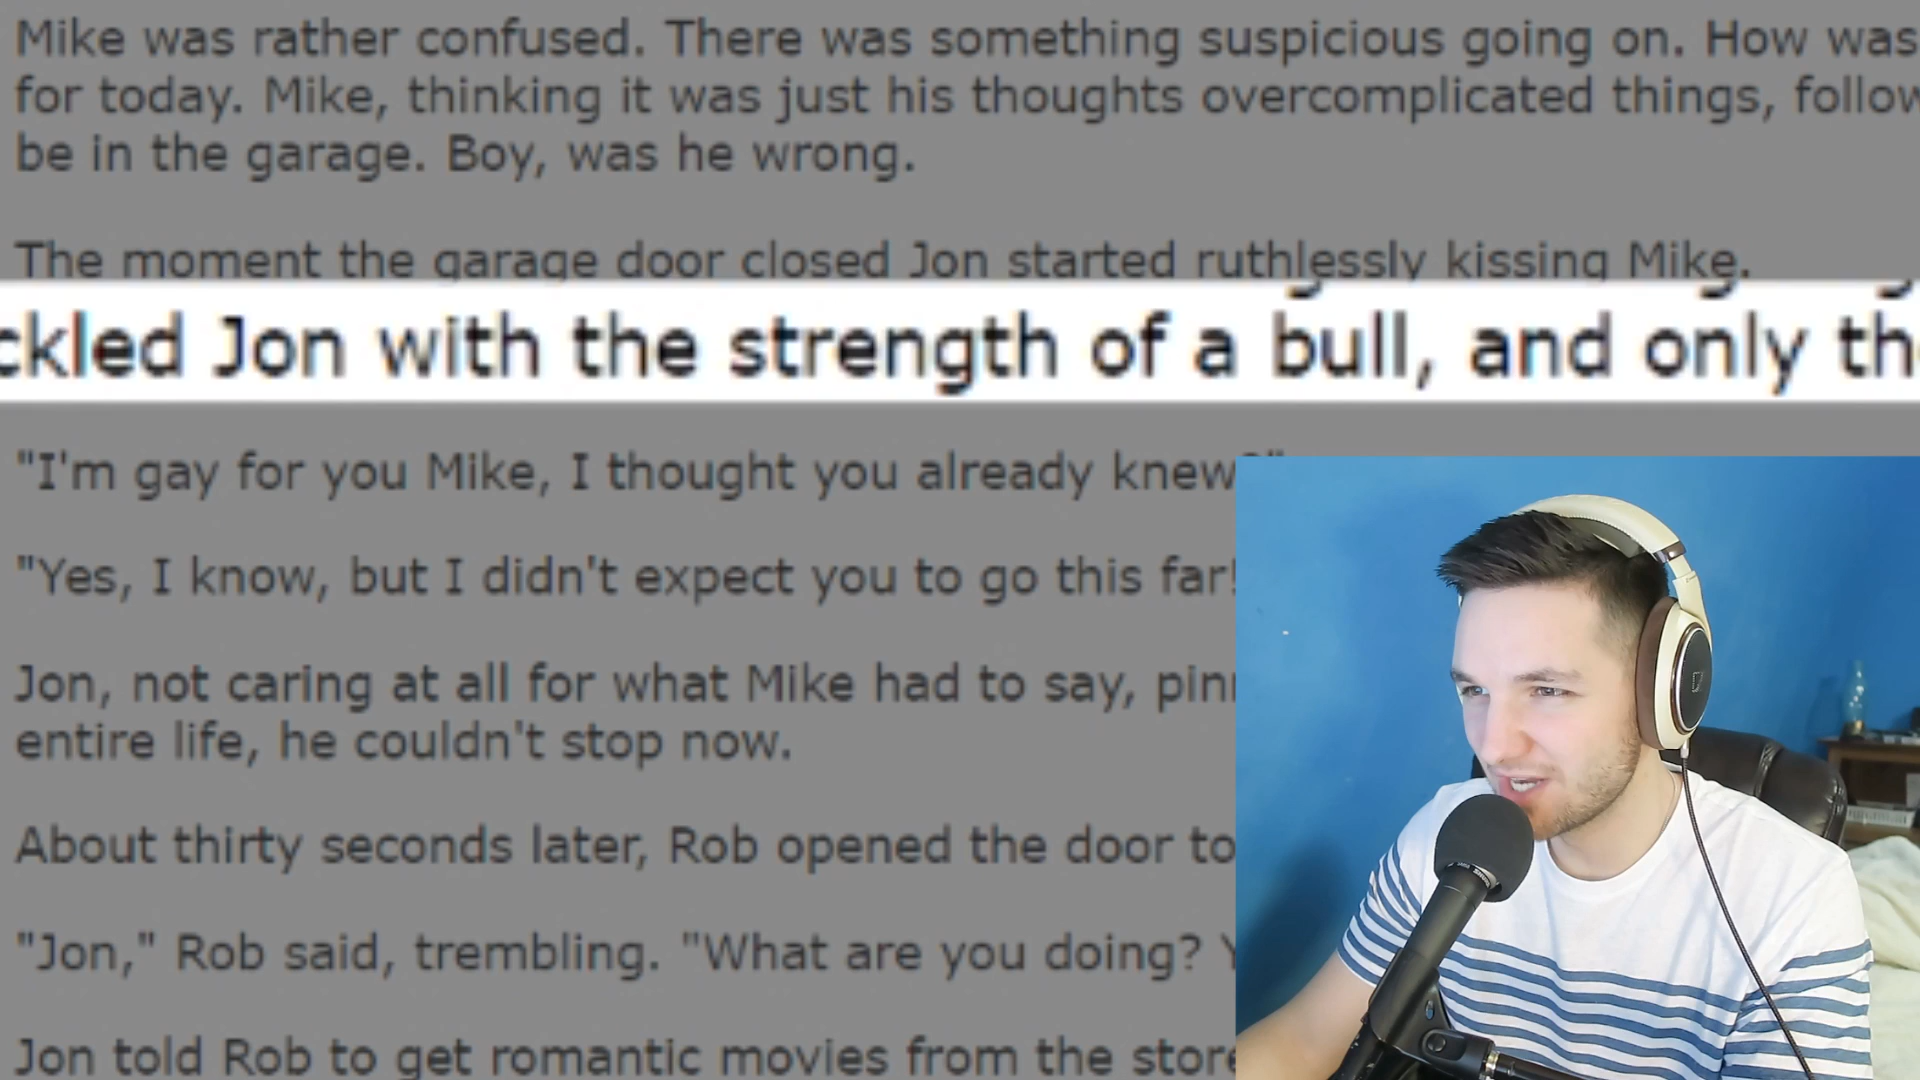 Mike was rather confused. There was something suspicious going on. How was
for today. Mike, thinking it was just his thoughts overcomplicated things, follow
be in the garage. Boy, was he wrong.
The moment the garage door closed Jon started ruthlessly kissing Mike.
ckled Jon with the strength of a bull, and only th
"I'm gay for you Mike, I thought you already knew?"
"Yes, I know, but I didn't expect you to go this far!
Jon, not caring at all for what Mike had to say, pin
entire life, he couldn't stop now.
About thirty seconds later, Rob opened the door to
"Jon," Rob said, trembling. "What are you doing? Y
Jon told Rob to get romantic movies from the store